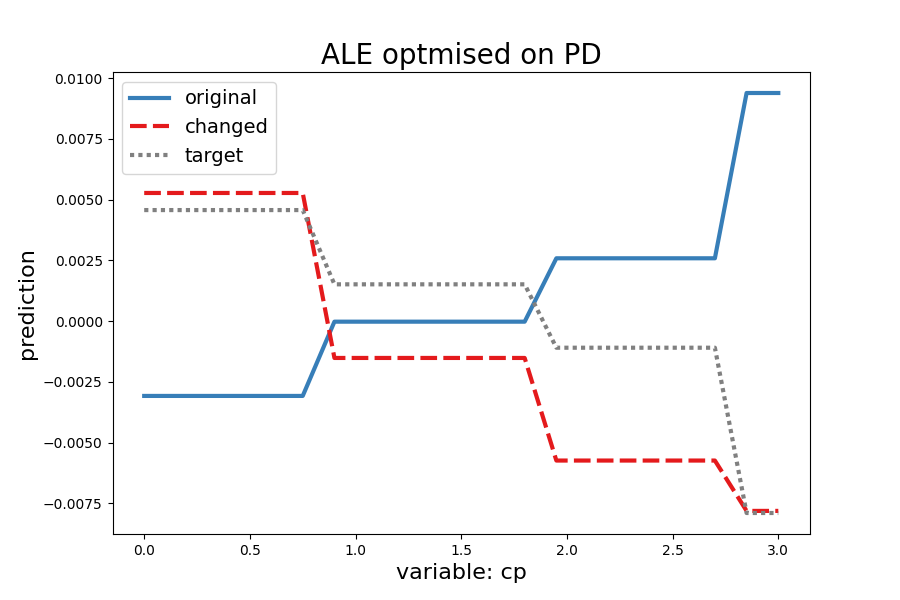 ALE optmised on PD
original
changed
target
prediction
0.0100
0.0075
0.0050
0.0025
0.0000
−0.0025
−0.0050
−0.0075
0.0 0.5 1.0 1.5 2.0 2.5 3.0
variable: cp